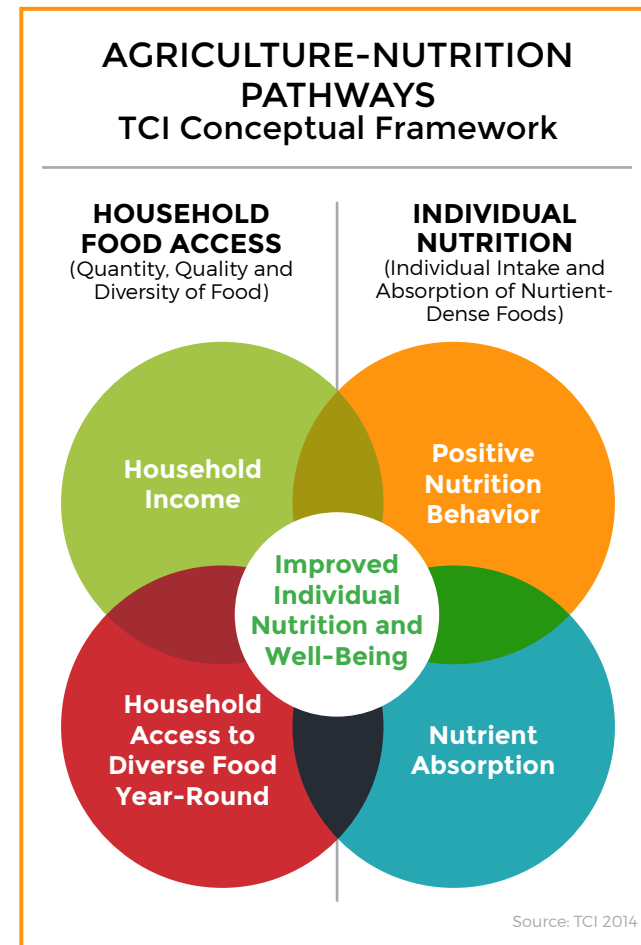 AGRICULTURE-NUTRITION
PATHWAYS
TCI Conceptual Framework
HOUSEHOLD
FOOD ACCESS
(Quantity, Quality and
Diversity of Food)
INDIVIDUAL
NUTRITION
(Individual Intake and
Absorption of Nurtient-
Dense Foods)
Household
Income
Positive
Nutrition
Behavior
Improved
Individual
Nutrition and
Well-Being
Household
Access to
Diverse Food
Year-Round
Nutrient
Absorption
Source: TCI 2014